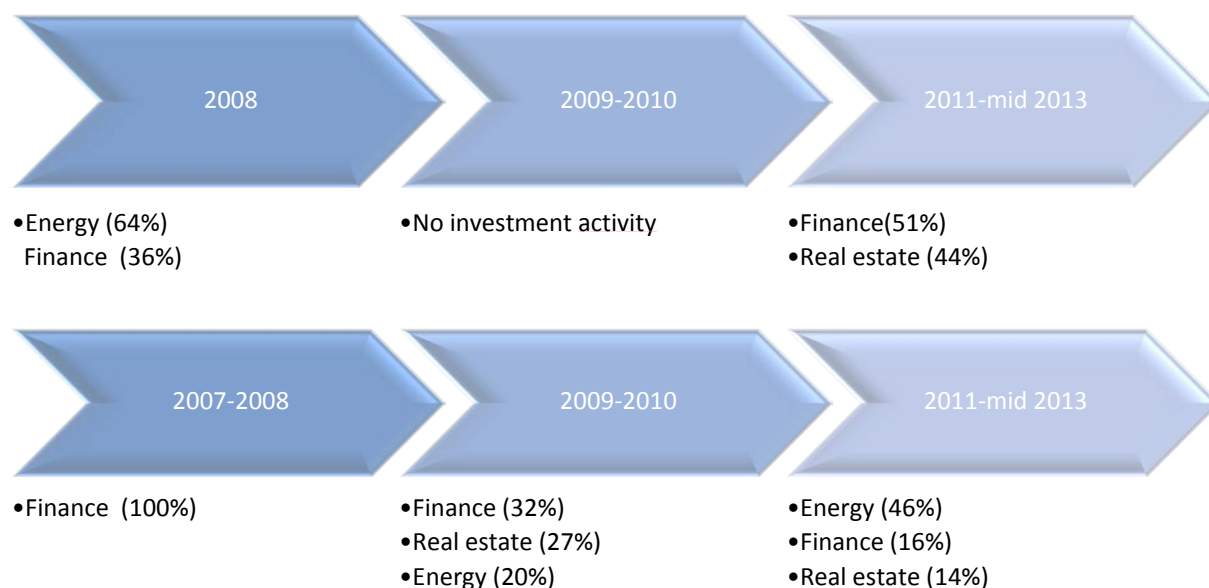 2008
2009-2010
2011-mid 2013
•Energy (64%)
Finance  (36%)
•No investment activity
•Finance(51%)
•Real estate (44%)
2007-2008
2009-2010
2011-mid 2013
•Finance  (100%)
•Finance (32%)
•Real estate (27%)
•Energy (20%)
•Energy (46%)
•Finance (16%)
•Real estate (14%)